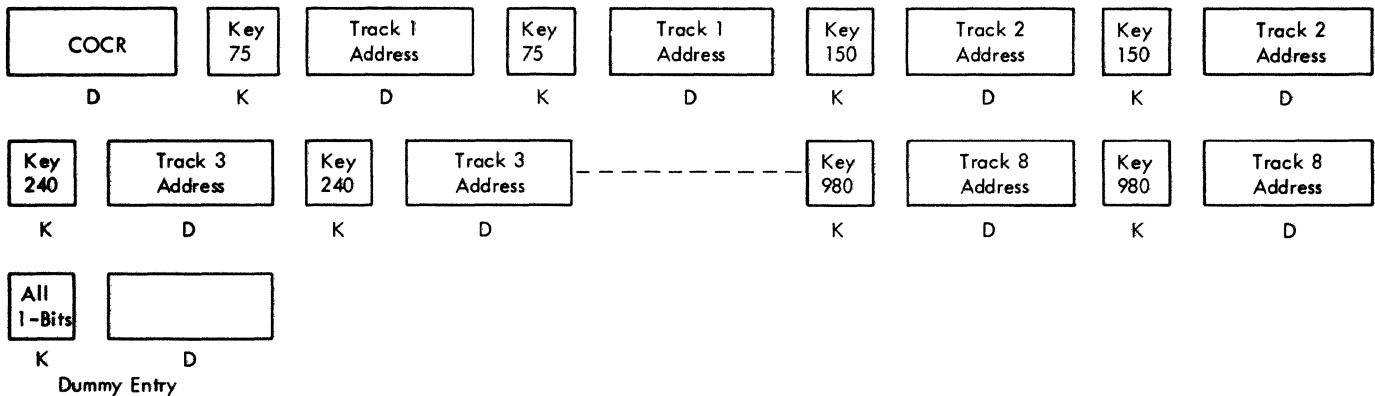 COCR Key 75 Track 1 Address Key 75 Track 1 Address Key 150 Track 2 Address Key 150 Track 2 Address
D K D K D K D K D
Key 240 Track 3 Address Key 240 Track 3 Address Key 980 Track 8 Address Key 980 Track 8 Address
K D K D K D K D
All 1-Bits
K D
Dummy Entry